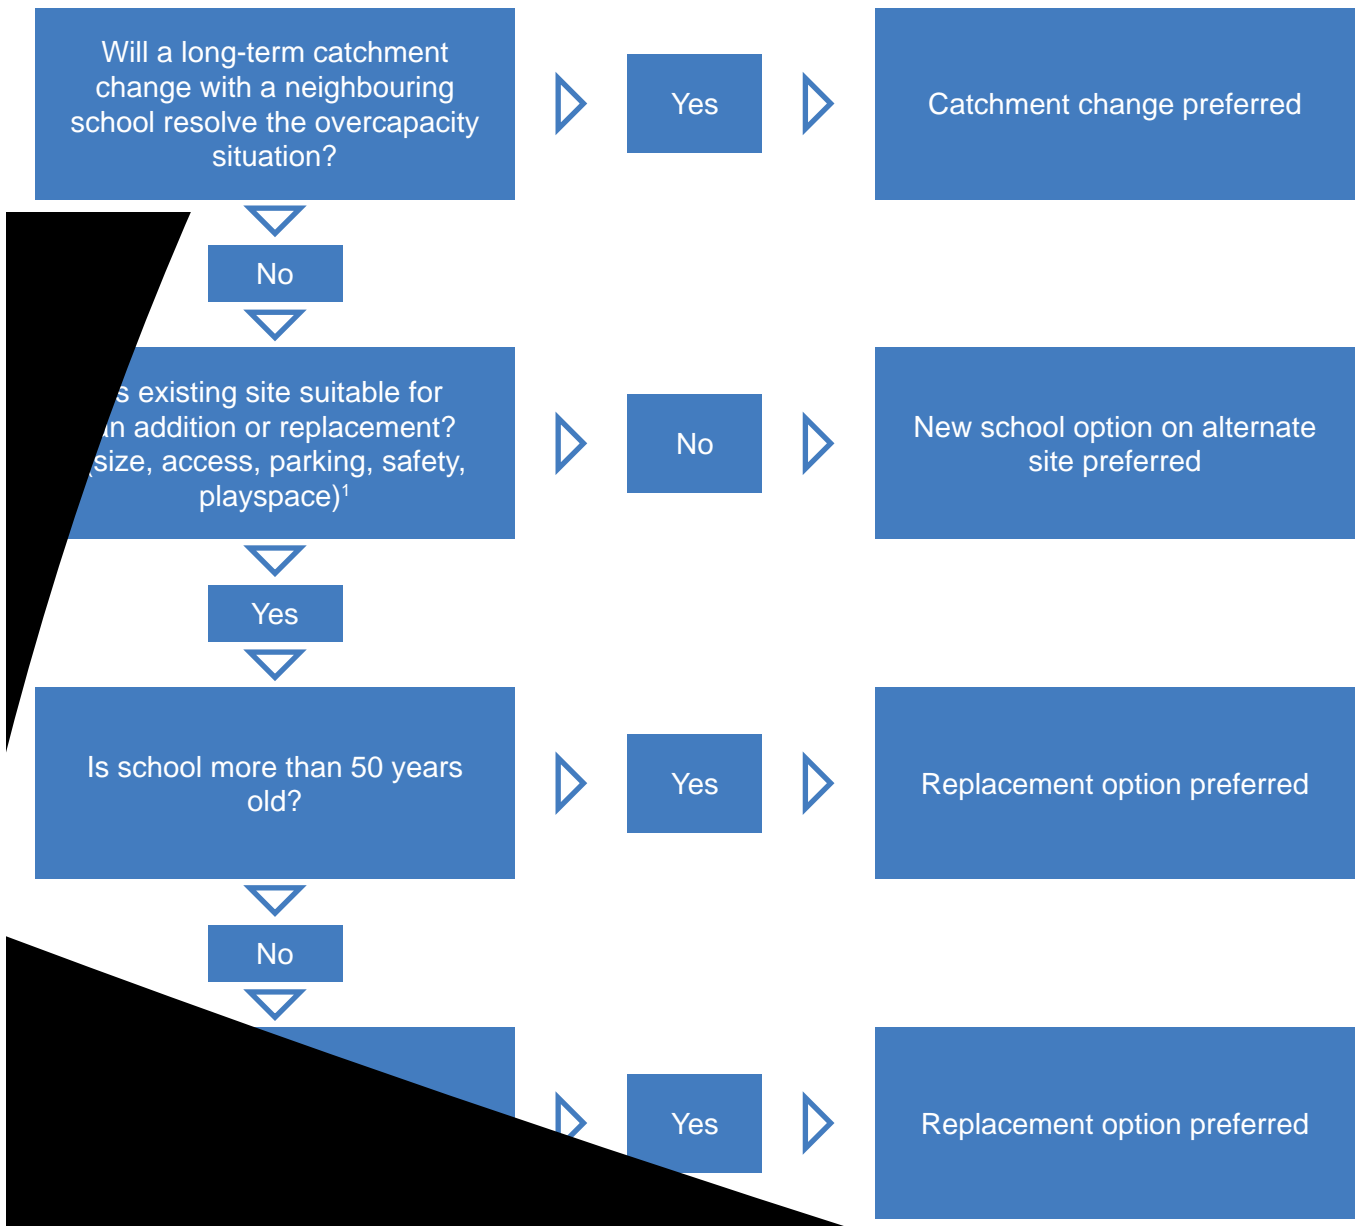 Will a long-term catchment
change with a neighbouring
school resolve the overcapacity
situation?
Yes
Catchment change preferred
No
existing site suitable for
addition or replacement?
(size, access, parking, safety,
playspace)¹
No
New school option on alternate
site preferred
Yes
Is school more than 50 years
old?
Yes
Replacement option preferred
No
Yes
Replacement option preferred